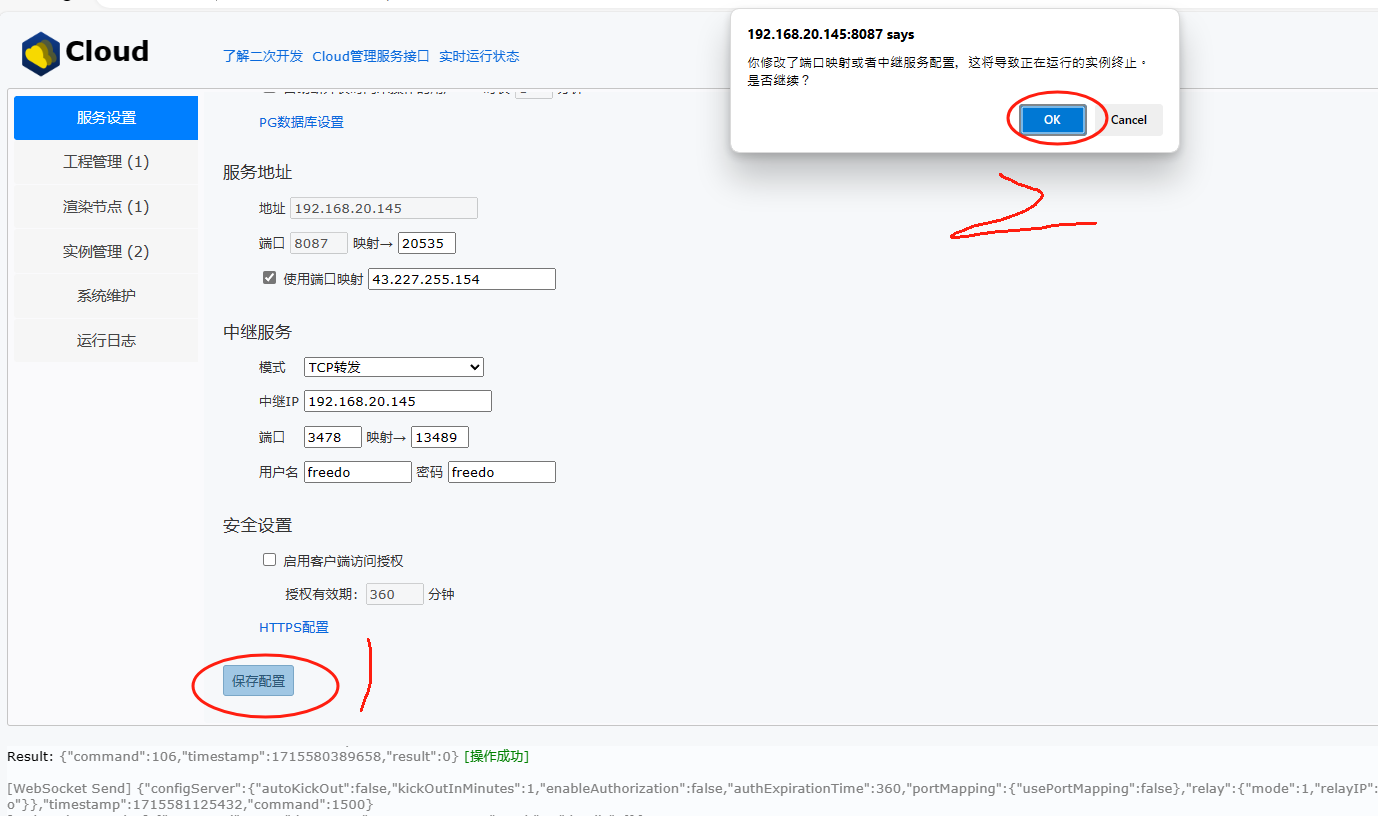 192.168.20.145:8087 says
你修改了端口映射或者中继服务配置，这将导致正在运行的实例终止。
是否继续？
OK Cancel
Cloud
了解二次开发 Cloud管理服务接口 实时运行状态
服务设置
工程管理 (1)
渲染节点 (1)
实例管理 (2)
系统维护
运行日志
PG数据库设置
服务地址
地址 192.168.20.145
端口 8087 映射→ 20535
使用端口映射 43.227.255.154
中继服务
模式 TCP转发
中继IP 192.168.20.145
端口 3478 映射→ 13489
用户名 freedo 密码 freedo
安全设置
启用客户端访问授权
授权有效期： 360 分钟
HTTPS配置
保存配置
1
2
Result: {"command":106,"timestamp":1715580389658,"result":0} [操作成功]
[WebSocket Send] {"configServer":{"autoKickOut":false,"kickOutInMinutes":1,"enableAuthorization":false,"authExpirationTime":360,"portMapping":{"usePortMapping":false},"relay":{"mode":1,"relayIP":
o"}},"timestamp":1715581125432,"command":1500}